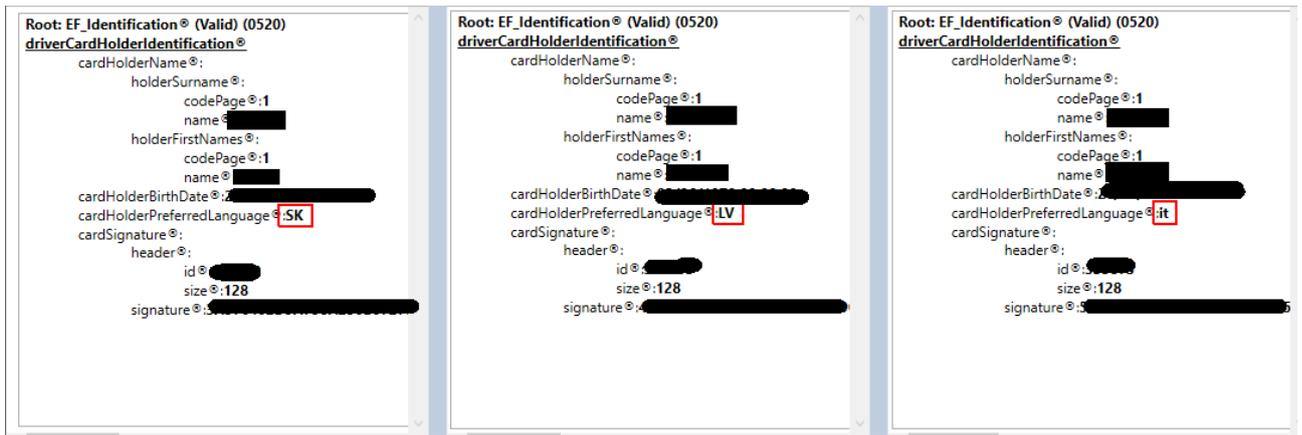 Root: EF_Identification® (Valid) (0520)
driverCardHolderIdentification®
cardHolderName®:
holderSurname®:
codePage®:1
name®
holderFirstNames®:
codePage®:1
name®
cardHolderBirthDate®:2
cardHolderPreferredLanguage®:SK
cardSignature®:
header®:
id®
size®:128
signature®:
Root: EF_Identification® (Valid) (0520)
driverCardHolderIdentification®
cardHolderName®:
holderSurname®:
codePage®:1
name®:
holderFirstNames®:
codePage®:1
name®:
cardHolderBirthDate®:
cardHolderPreferredLanguage®:LV
cardSignature®:
header®:
id®:
size®:128
signature®:
Root: EF_Identification® (Valid) (0520)
driverCardHolderIdentification®
cardHolderName®:
holderSurname®:
codePage®:1
name®:
holderFirstNames®:
codePage®:1
name®:
cardHolderBirthDate®:
cardHolderPreferredLanguage®:it
cardSignature®:
header®:
id®:
size®:128
signature®:5